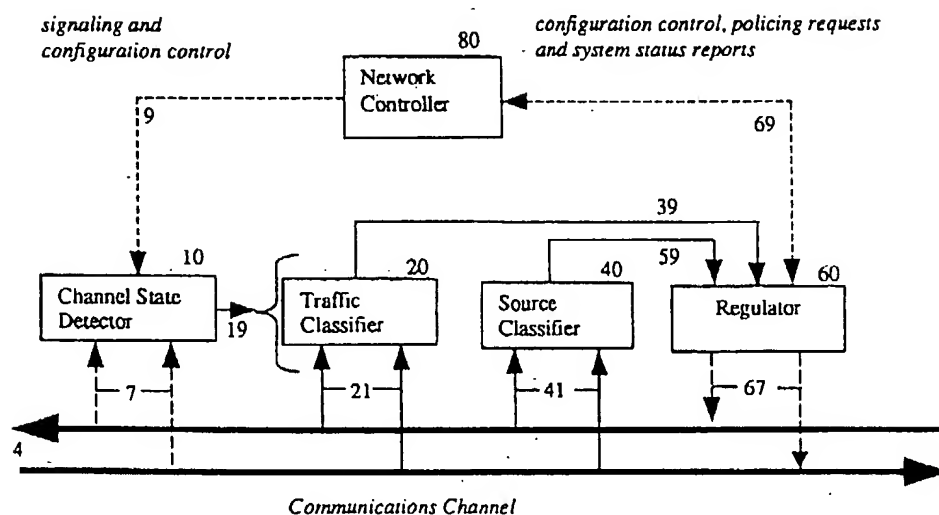 signaling and
configuration control
configuration control, policing requests
and system status reports
80
Network
Controller
9
69
39
10
20
59
40
60
Channel State
Detector
19
Traffic
Classifier
Source
Classifier
Regulator
7
21
41
67
4
Communications Channel